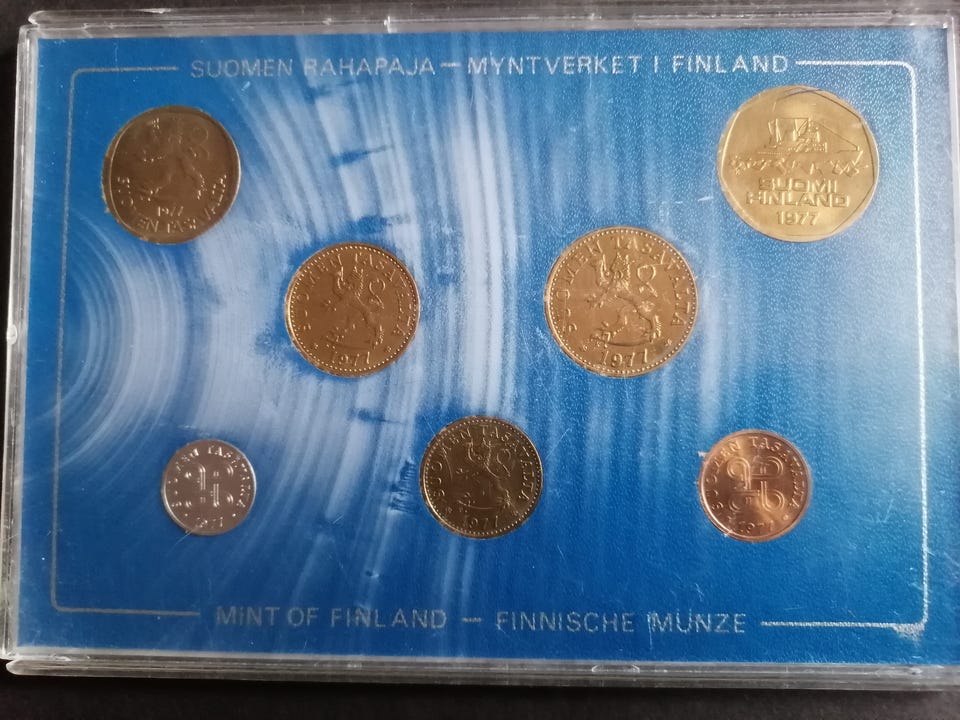 SUOMEN RAHAPAJA — MYNTVERKET I FINLAND
SUOMEN TASAVALTA
1977
SUOMI
FINLAND
1977
SUOMEN TASAVALTA
1977
SUOMEN TASAVALTA
1977
SUOMEN TASAVALTA
1977
SUOMEN TASAVALTA
1977
SUOMEN TASAVALTA
1977
MINT OF FINLAND — FINNISCHE MÜNZE